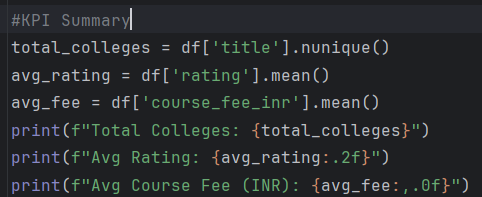 #KPI Summary
total_colleges = df['title'].nunique()
avg_rating = df['rating'].mean()
avg_fee = df['course_fee_inr'].mean()
print(f"Total Colleges: {total_colleges}")
print(f"Avg Rating: {avg_rating:.2f}")
print(f"Avg Course Fee (INR): {avg_fee:,.0f}")